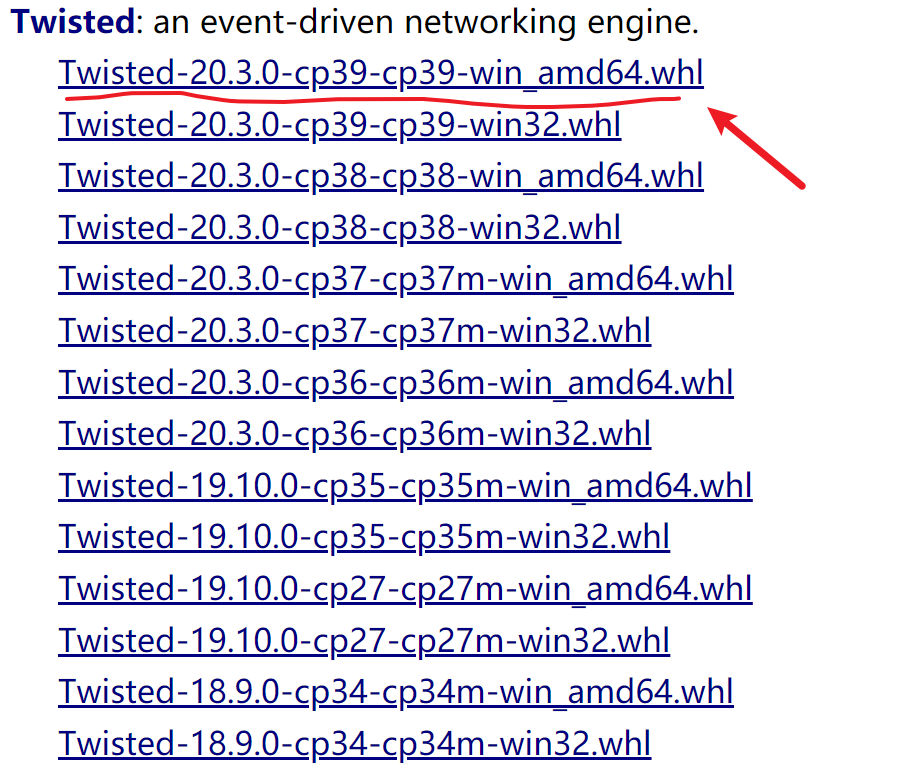 Twisted: an event-driven networking engine.
Twisted-20.3.0-cp39-cp39-win_amd64.whl
Twisted-20.3.0-cp39-cp39-win32.whl
Twisted-20.3.0-cp38-cp38-win_amd64.whl
Twisted-20.3.0-cp38-cp38-win32.whl
Twisted-20.3.0-cp37-cp37m-win_amd64.whl
Twisted-20.3.0-cp37-cp37m-win32.whl
Twisted-20.3.0-cp36-cp36m-win_amd64.whl
Twisted-20.3.0-cp36-cp36m-win32.whl
Twisted-19.10.0-cp35-cp35m-win_amd64.whl
Twisted-19.10.0-cp35-cp35m-win32.whl
Twisted-19.10.0-cp27-cp27m-win_amd64.whl
Twisted-19.10.0-cp27-cp27m-win32.whl
Twisted-18.9.0-cp34-cp34m-win_amd64.whl
Twisted-18.9.0-cp34-cp34m-win32.whl